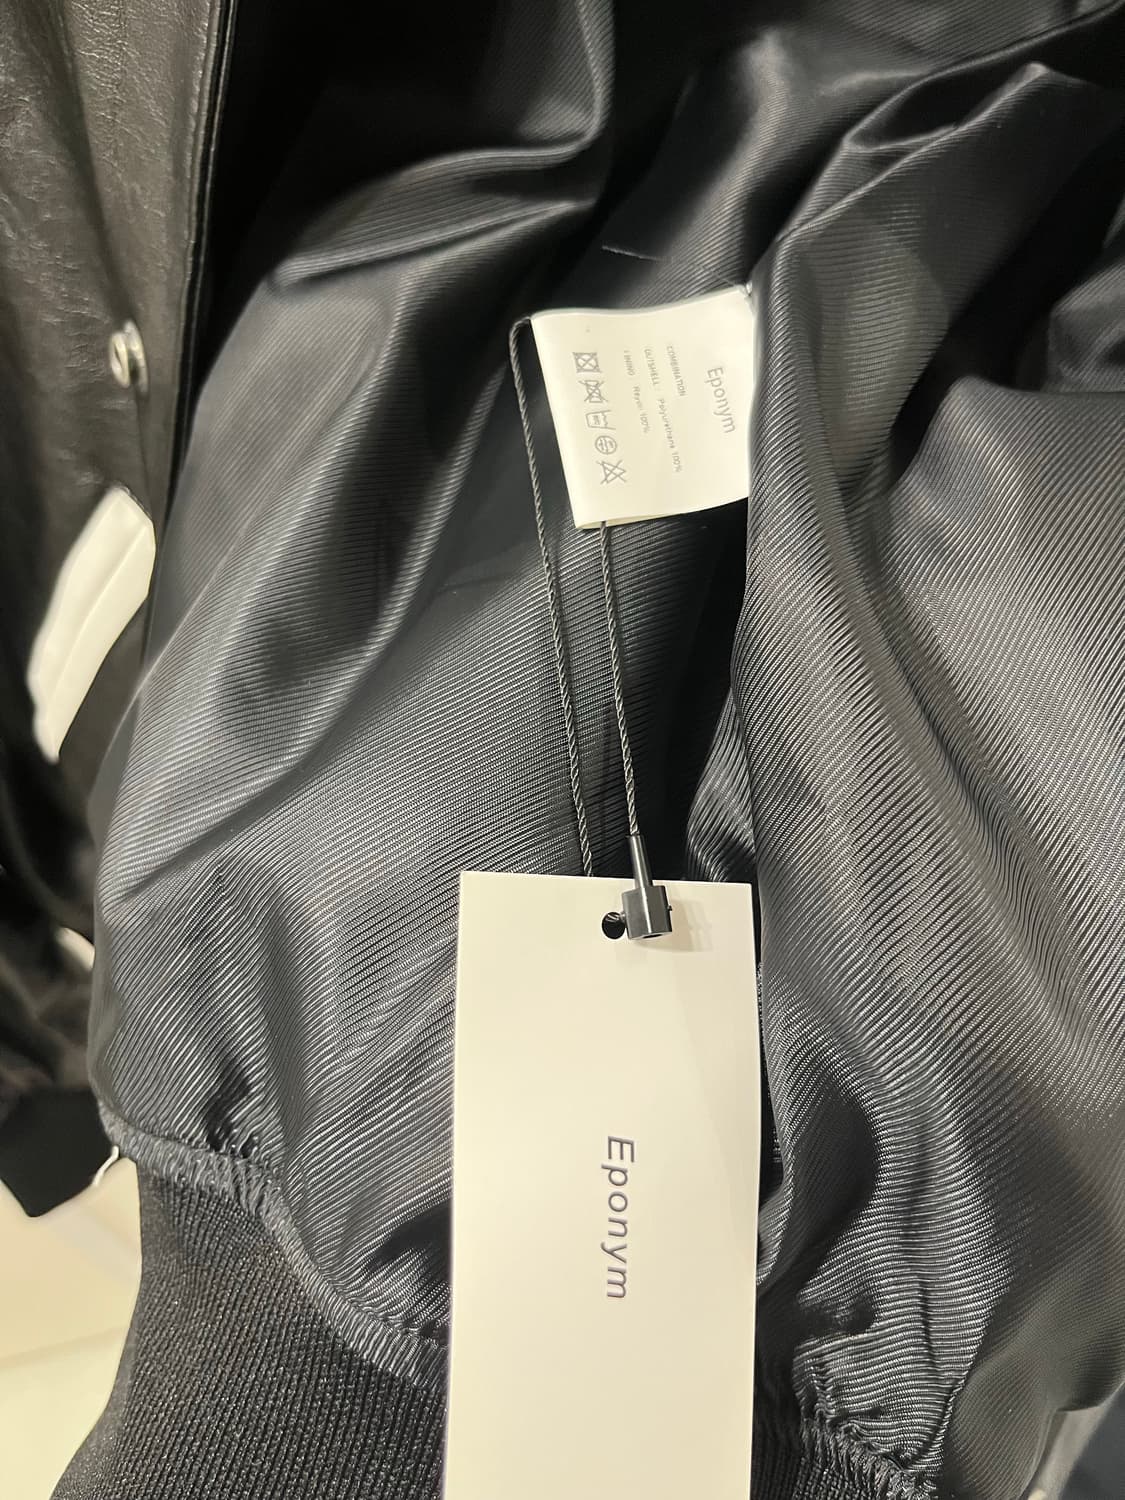 Eponym
COMBINATION
OUTSHELL Polyurethane 100%
LINING Rayon 100%
Eponym